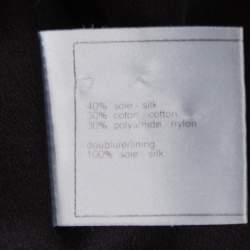 40% soie - silk
30% coton - cotton
30% polyamide - nylon
doublure/lining
100% soie - silk